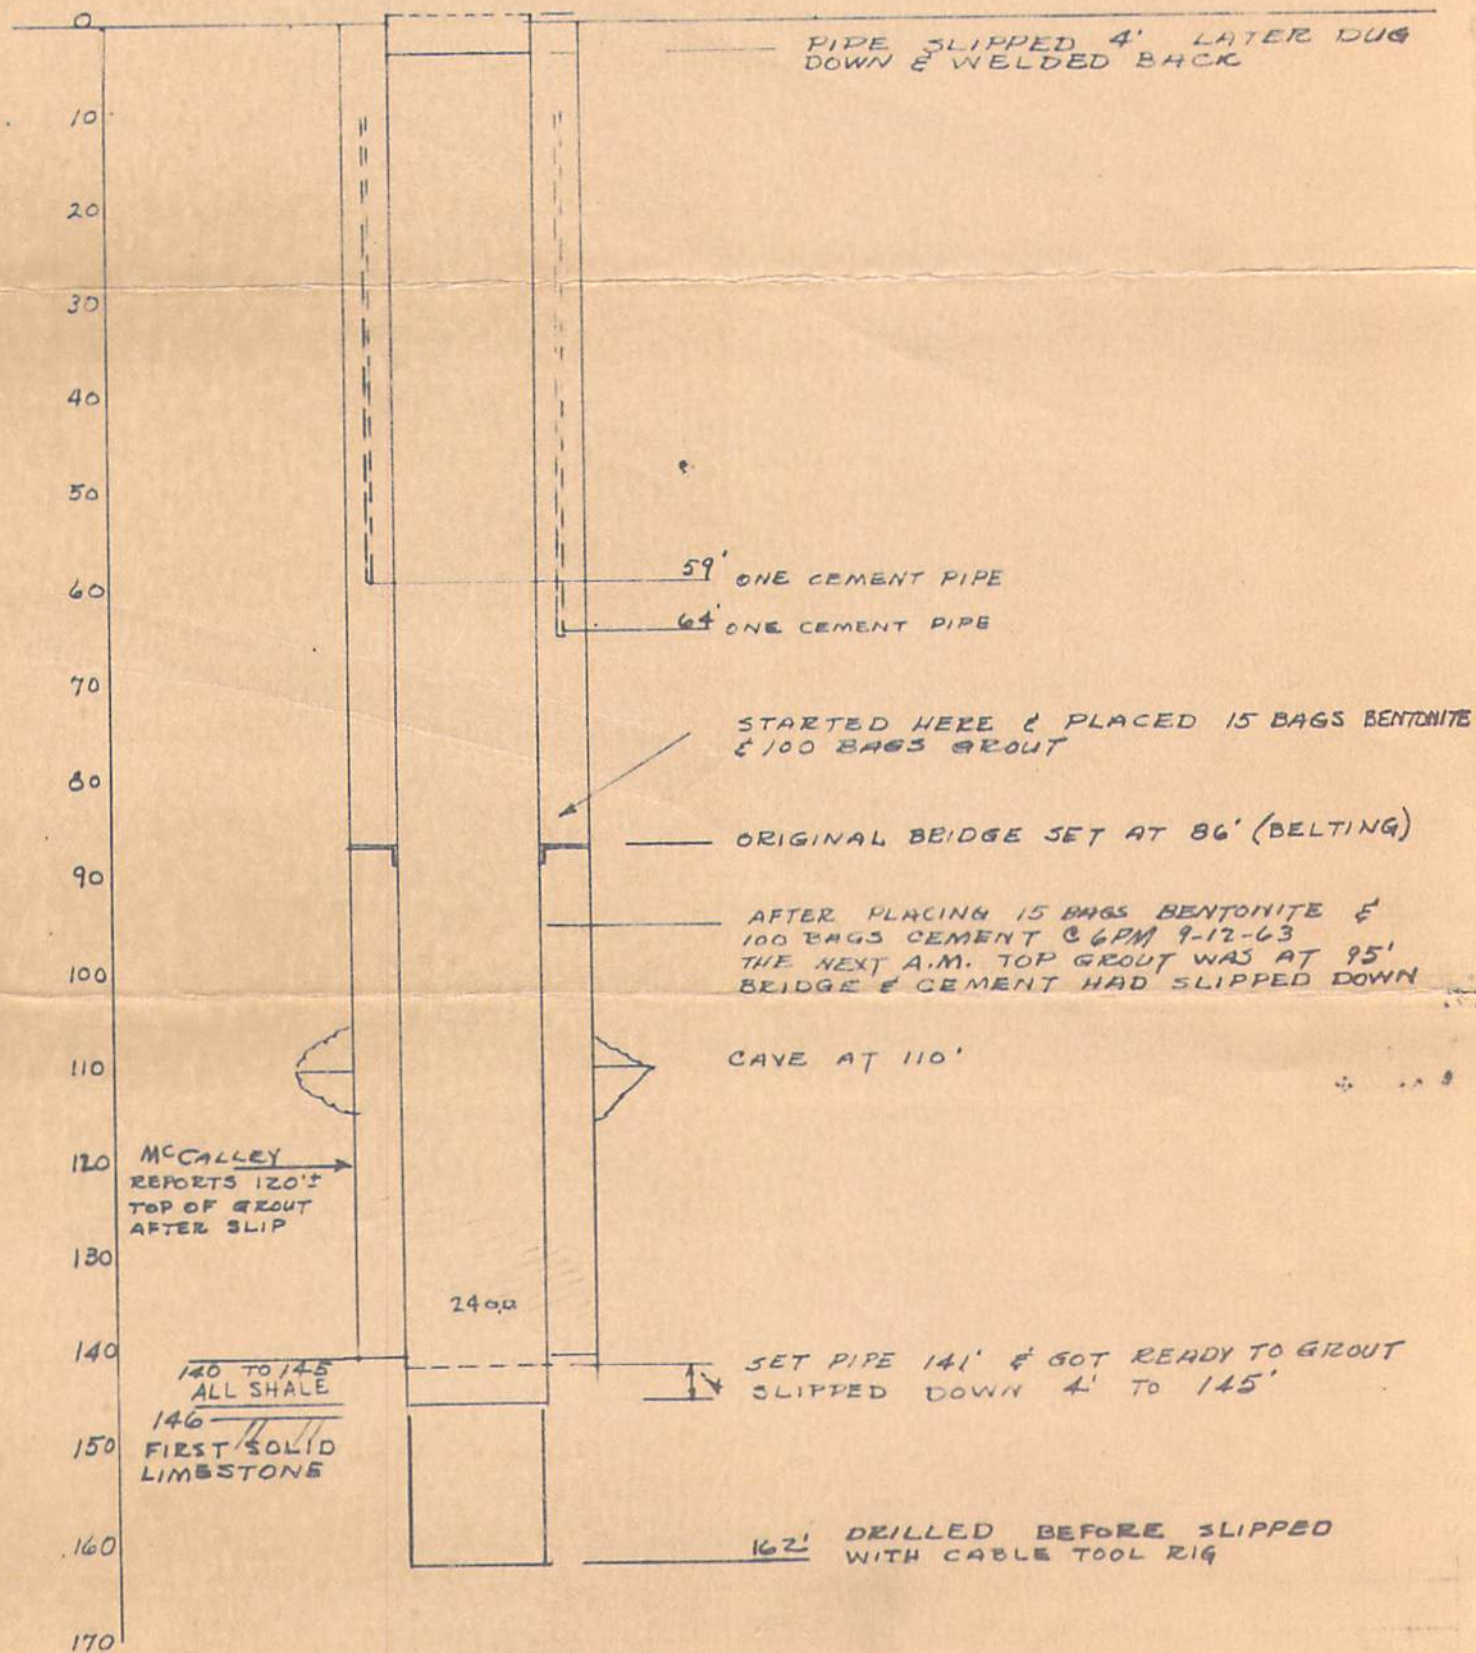 0
PIPE SLIPPED 4' LATER DUG
DOWN & WELDED BACK
10
20
30
40
50
59' ONE CEMENT PIPE
60
64' ONE CEMENT PIPE
70
STARTED HERE & PLACED 15 BAGS BENTONITE
& 100 BAGS GROUT
80
ORIGINAL BRIDGE SET AT 86' (BELTING)
90
AFTER PLACING 15 BAGS BENTONITE &
100 BAGS CEMENT @ 6PM 9-12-63
THE NEXT A.M. TOP GROUT WAS AT 95'
BRIDGE & CEMENT HAD SLIPPED DOWN
100
CAVE AT 110'
110
120
MCCALLEY
REPORTS 120'±
TOP OF GROUT
AFTER SLIP
130
24 O.D.
140
140 TO 145
ALL SHALE
SET PIPE 141' & GOT READY TO GROUT
SLIPPED DOWN 4' TO 145'
146
FIRST SOLID
LIMESTONE
150
160
162' DRILLED BEFORE SLIPPED
WITH CABLE TOOL RIG
170